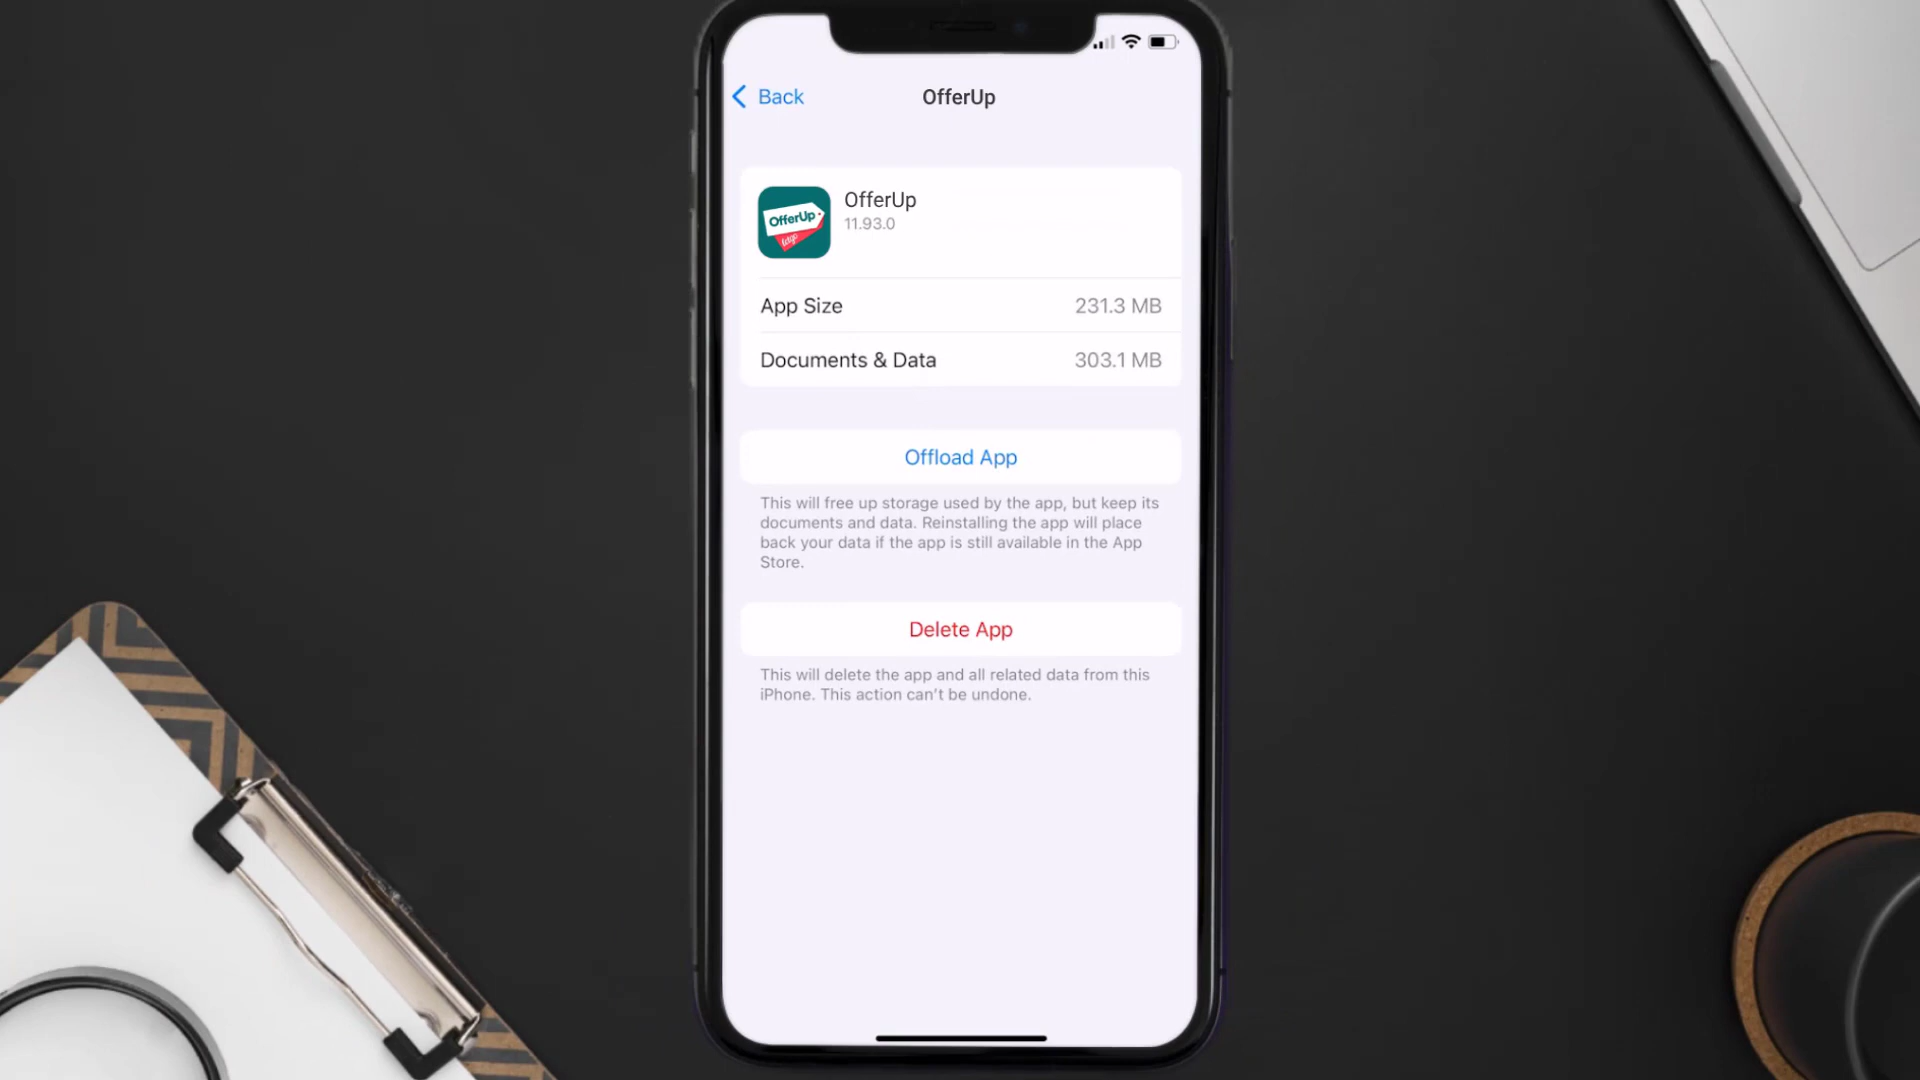 Back
OfferUp
OfferUp
letgo
OfferUp
11.93.0
App Size 231.3 MB
Documents & Data 303.1 MB
Offload App
This will free up storage used by the app, but keep its
documents and data. Reinstalling the app will place
back your data if the app is still available in the App
Store.
Delete App
This will delete the app and all related data from this
iPhone. This action can't be undone.